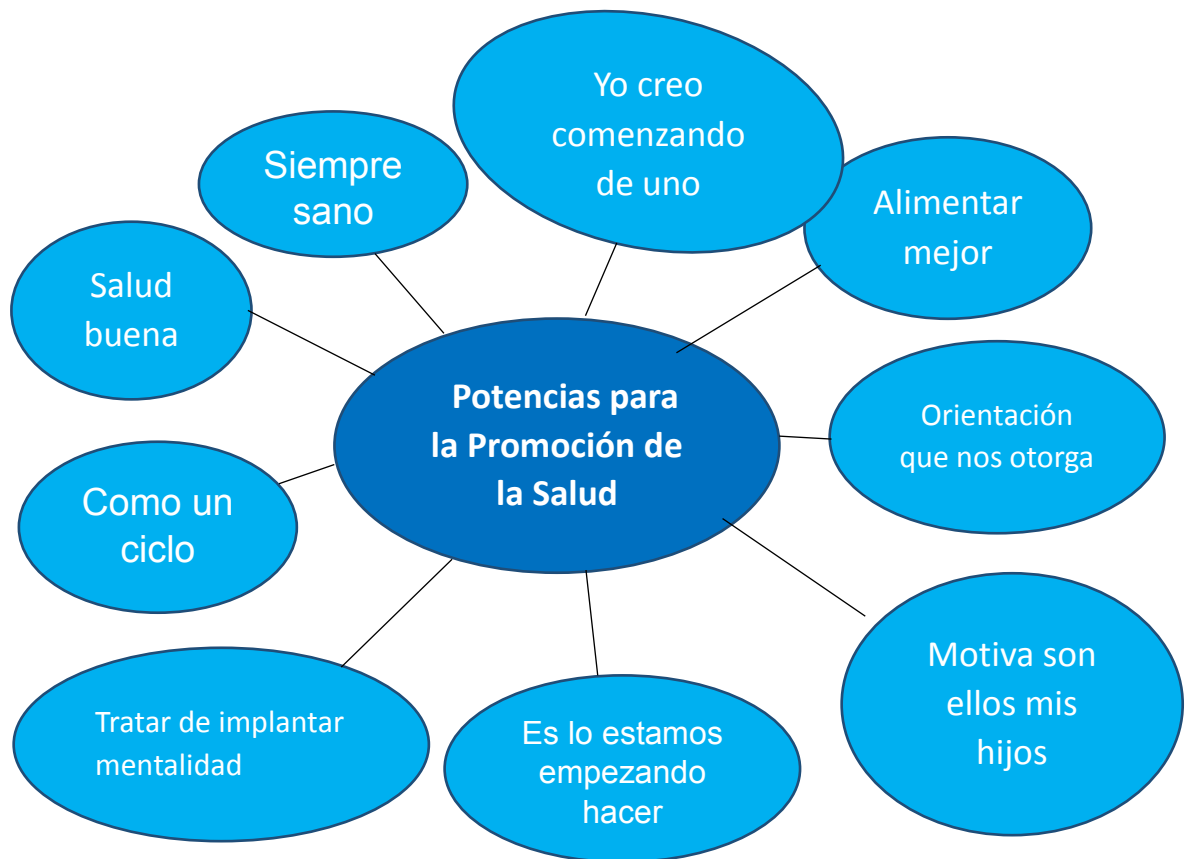 Yo creo
comenzando
de uno
Siempre
sano
Alimentar
mejor
Salud
buena
Potencias para
la Promoción de
la Salud
Orientación
que nos otorga
Como un
ciclo
Motiva son
ellos mis
hijos
Tratar de implantar
mentalidad
Es lo estamos
empezando
hacer